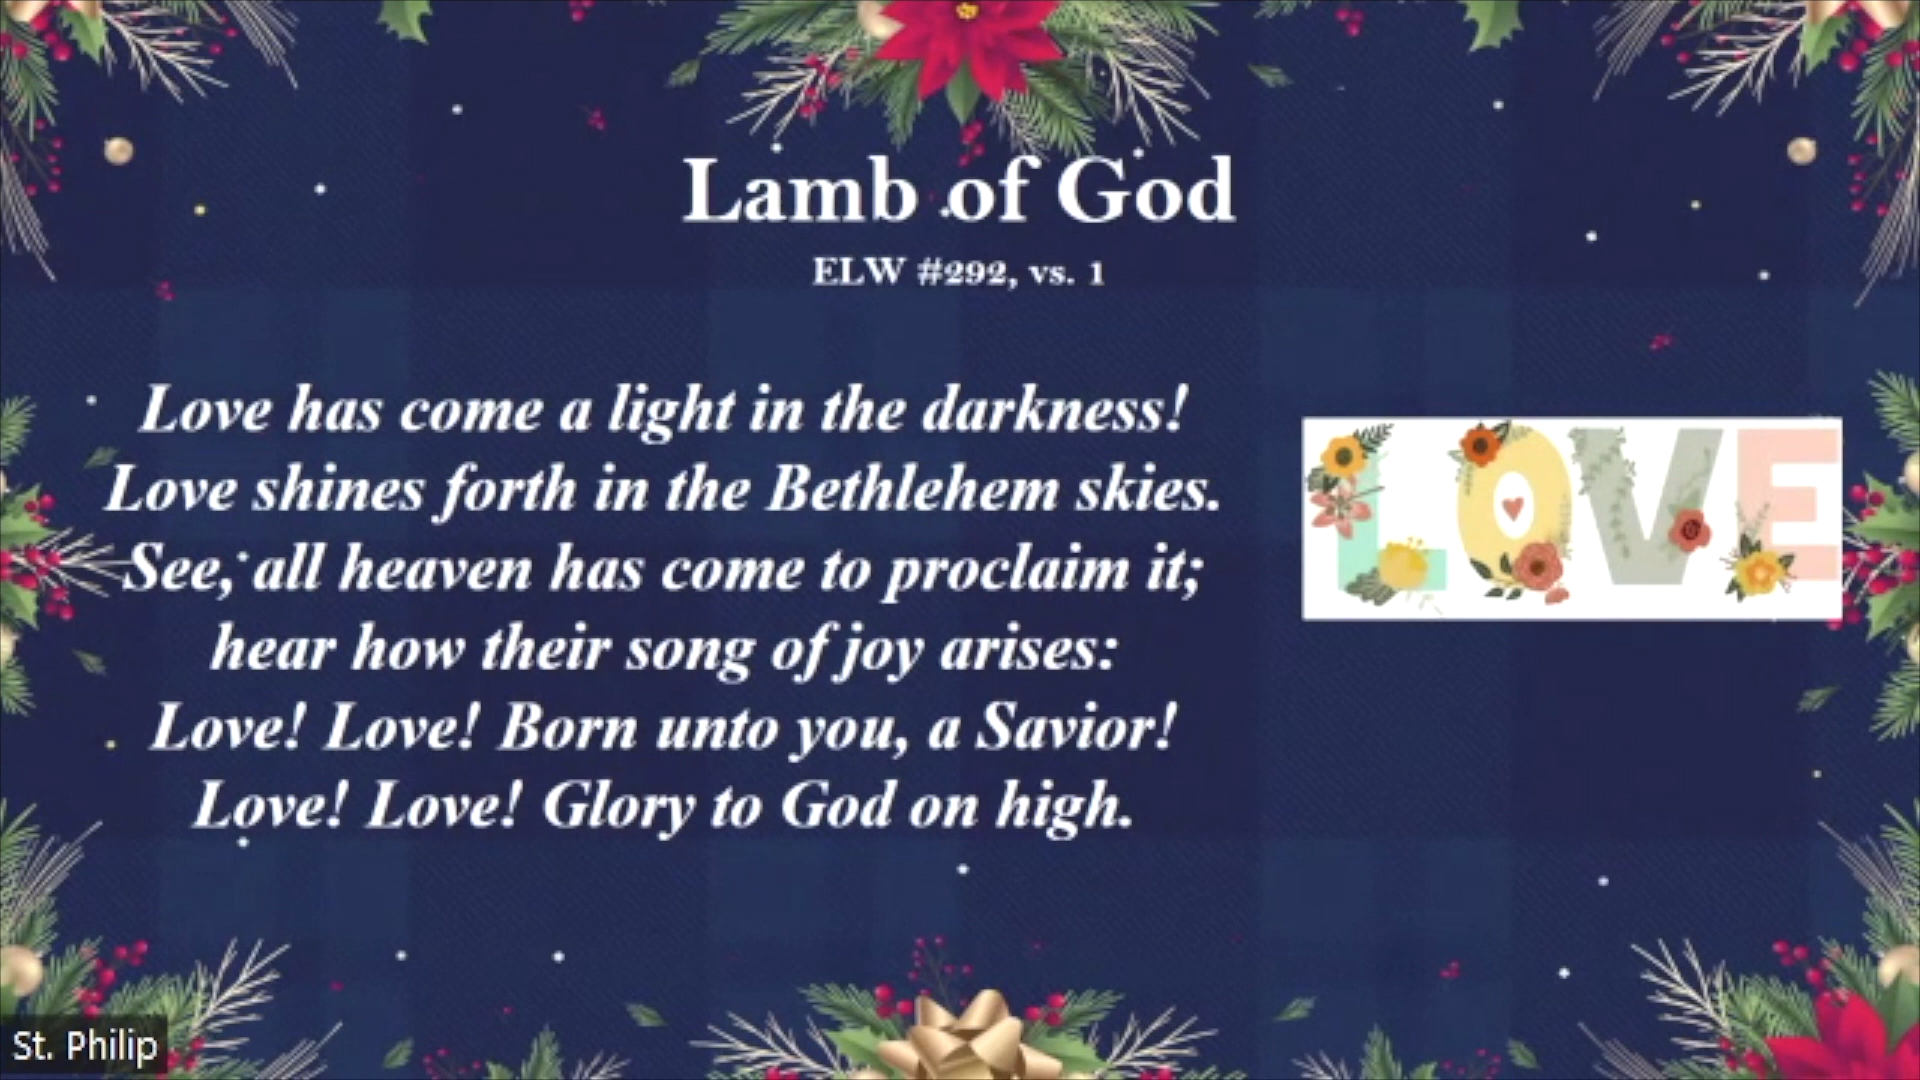 Lamb of God
ELW #292, vs. 1
Love has come a light in the darkness!
Love shines forth in the Bethlehem skies.
See, all heaven has come to proclaim it;
hear how their song of joy arises:
Love! Love! Born unto you, a Savior!
Love! Love! Glory to God on high.
LOVE
St. Philip